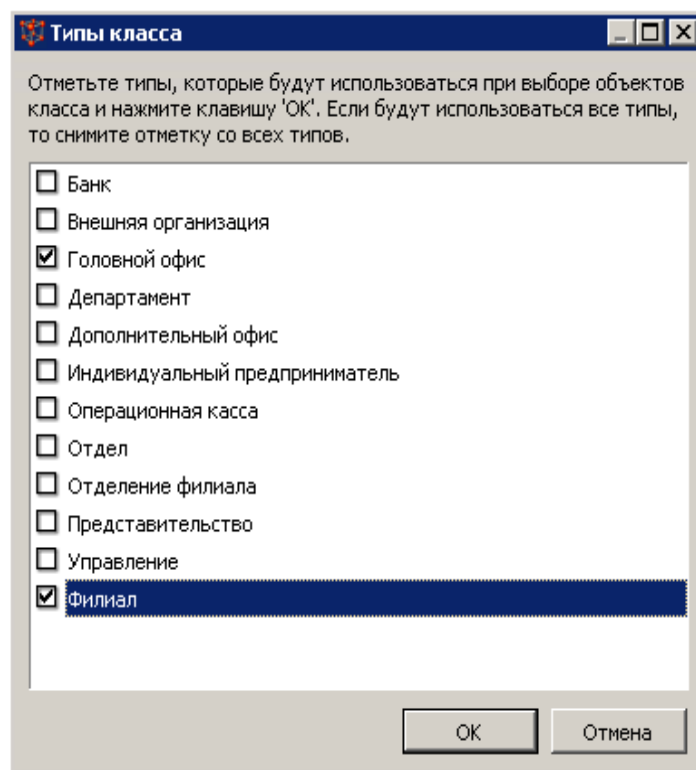 Типы класса
Отметьте типы, которые будут использоваться при выборе объектов
класса и нажмите клавишу 'ОК'. Если будут использоваться все типы,
то снимите отметку со всех типов.
Банк
Внешняя организация
Головной офис
Департамент
Дополнительный офис
Индивидуальный предприниматель
Операционная касса
Отдел
Отделение филиала
Представительство
Управление
Филиал
ОК
Отмена